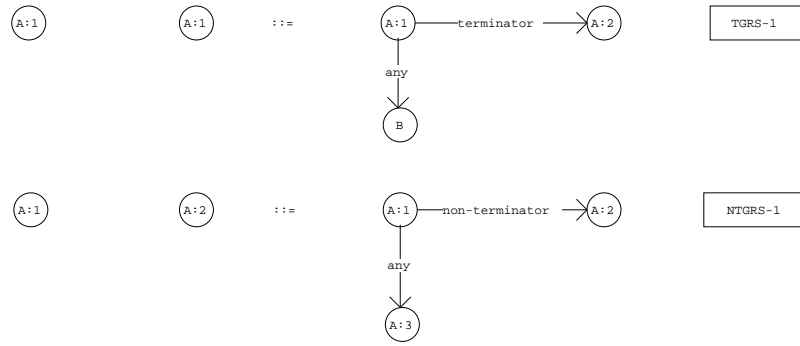 A:1 A:1 ::= A:1 terminator A:2 TGRS-1
any
B
A:1 A:2 ::= A:1 non-terminator A:2 NTGRS-1
any
A:3